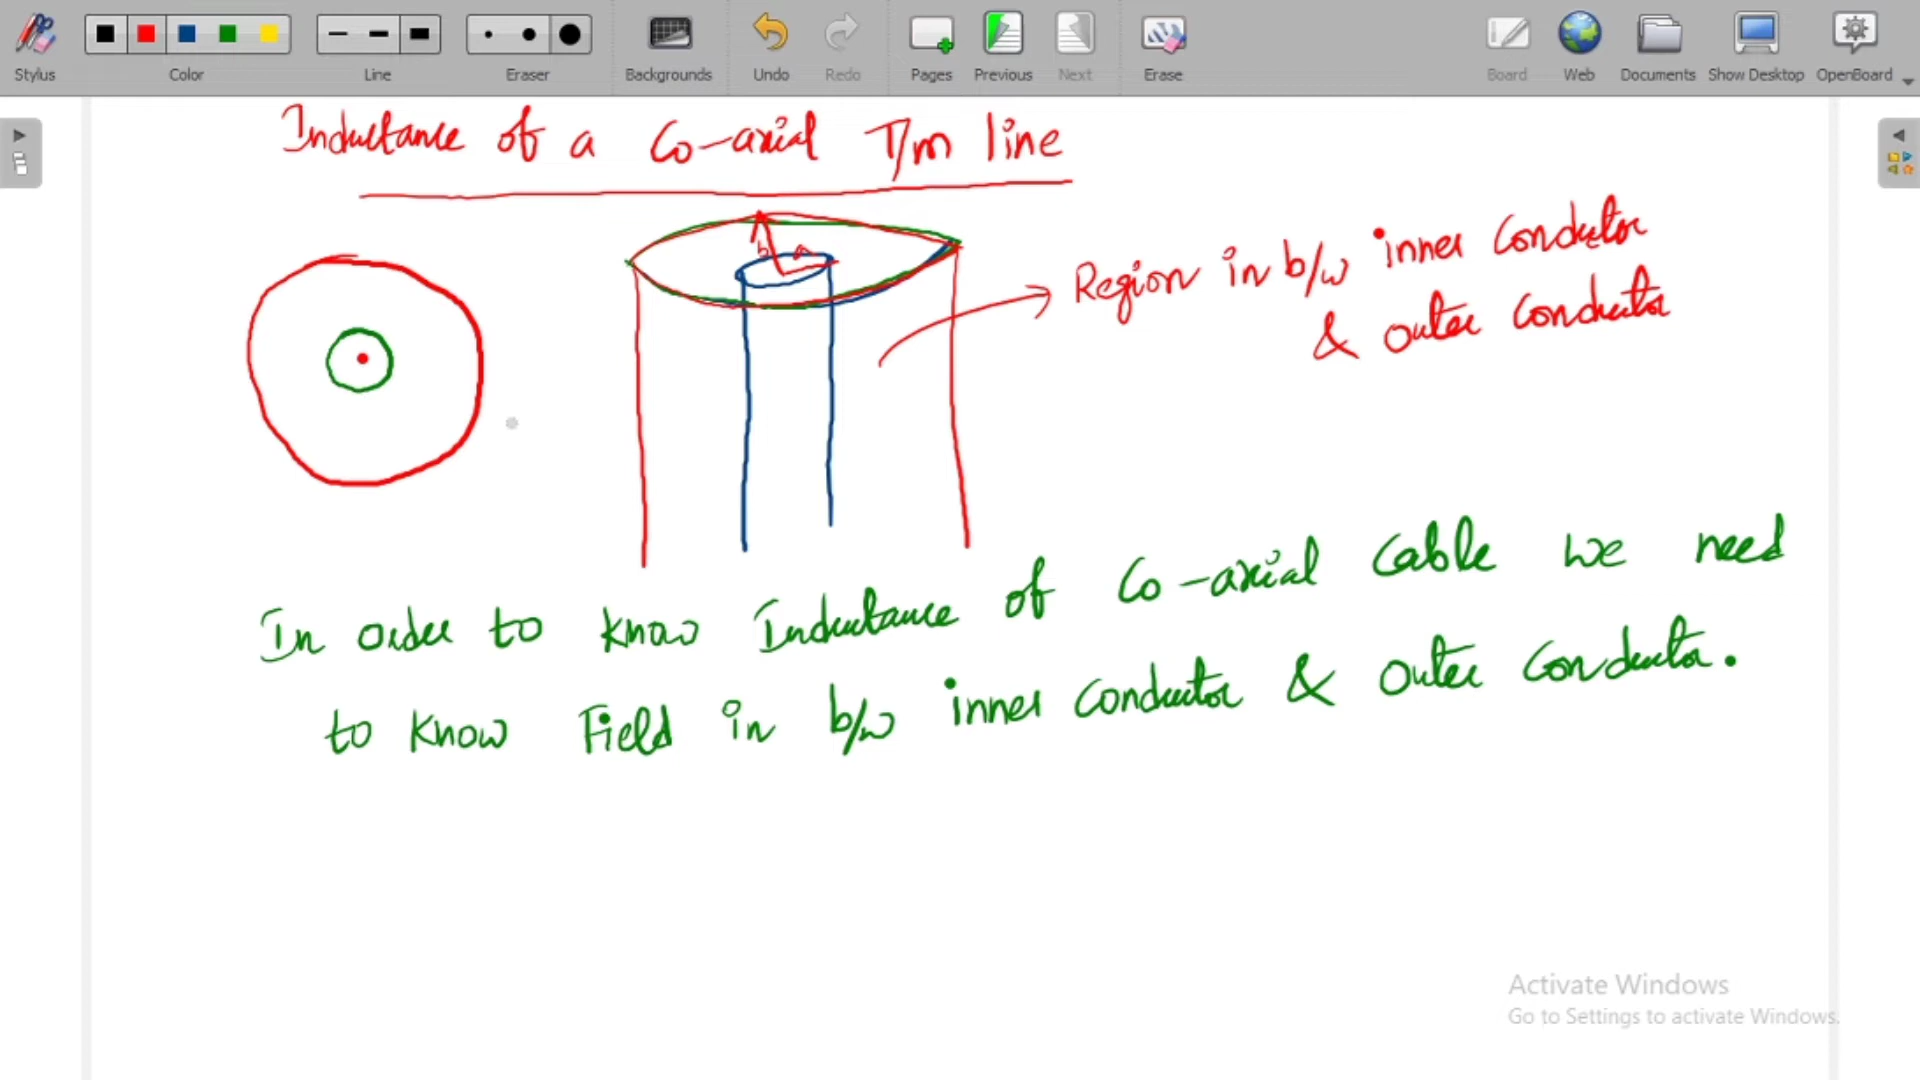 Stylus
Color
Line
Eraser
Backgrounds
Undo
Redo
Pages
Previous
Next
Erase
Board
Web
Documents
Show Desktop
OpenBoard
Inductance of a Co-axial T/m line
b
a
Region in b/w inner conductor
& outer conductor
In order to know Inductance of Co-axial Cable we need
to know Field in b/w inner conductor & outer conductor.
Activate Windows
Go to Settings to activate Windows.